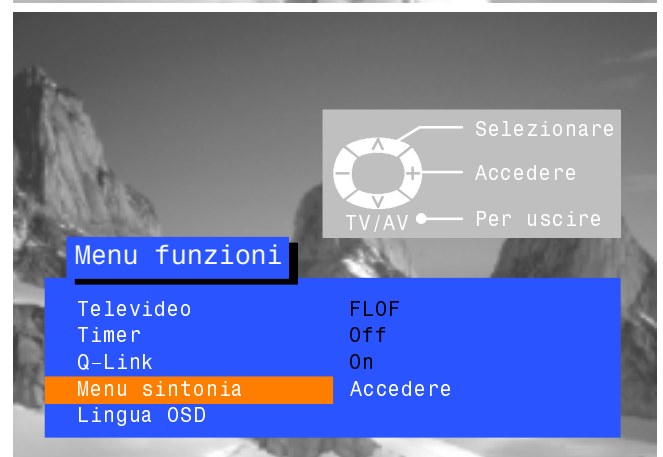 Selezionare
Accedere
TV/AV Per uscire
Menu funzioni
Televideo FLOF
Timer Off
Q-Link On
Menu sintonia Accedere
Lingua OSD